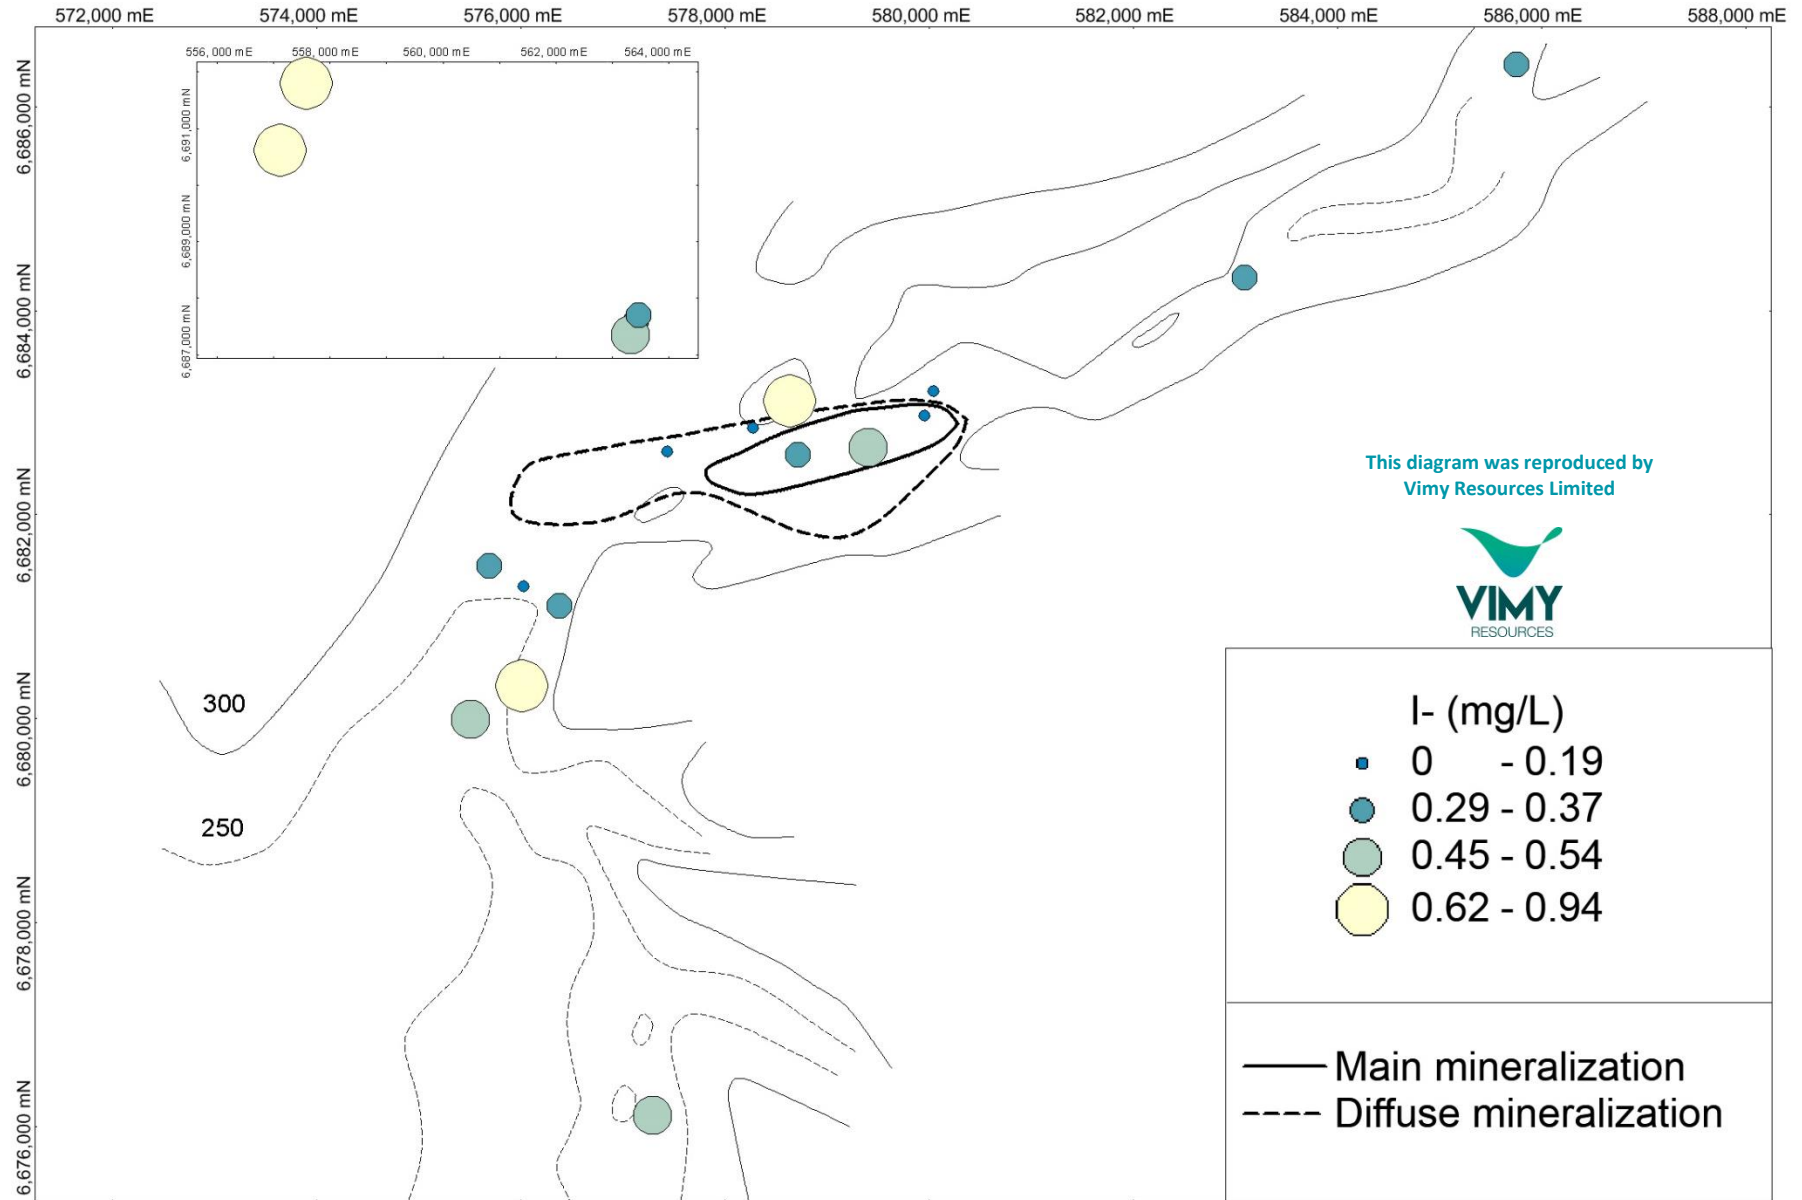 572,000 mE 574,000 mE 576,000 mE 578,000 mE 580,000 mE 582,000 mE 584,000 mE 586,000 mE 588,000 mE
556,000 mE 558,000 mE 560,000 mE 562,000 mE 564,000 mE
6,686,000 mN
6,684,000 mN
6,682,000 mN
6,680,000 mN
6,678,000 mN
6,676,000 mN
6,691,000 mN
6,689,000 mN
6,687,000 mN
300
250
This diagram was reproduced by
Vimy Resources Limited
VIMY
RESOURCES
I- (mg/L)
0 - 0.19
0.29 - 0.37
0.45 - 0.54
0.62 - 0.94
Main mineralization
Diffuse mineralization